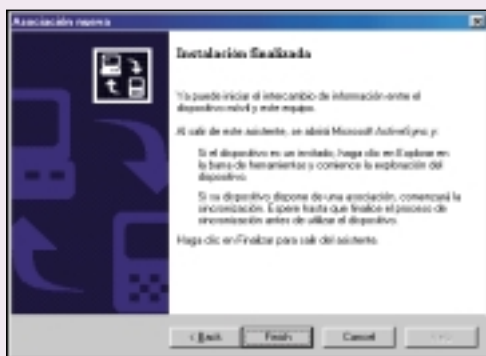 Asociación nueva
Instalación finalizada
Ya puede iniciar el intercambio de información entre el
dispositivo móvil y este equipo.
Al salir de este asistente, se abrirá Microsoft ActiveSync y:
Si el dispositivo es un invitado, haga clic en Explorar en
la barra de herramientas y comience la exploración del
dispositivo.
Si su dispositivo dispone de una asociación, comenzará la
sincronización. Espere hasta que finalice el proceso de
sincronización antes de utilizar el dispositivo.
Haga clic en Finalizar para salir del asistente.
< Back
Finish
Cancel